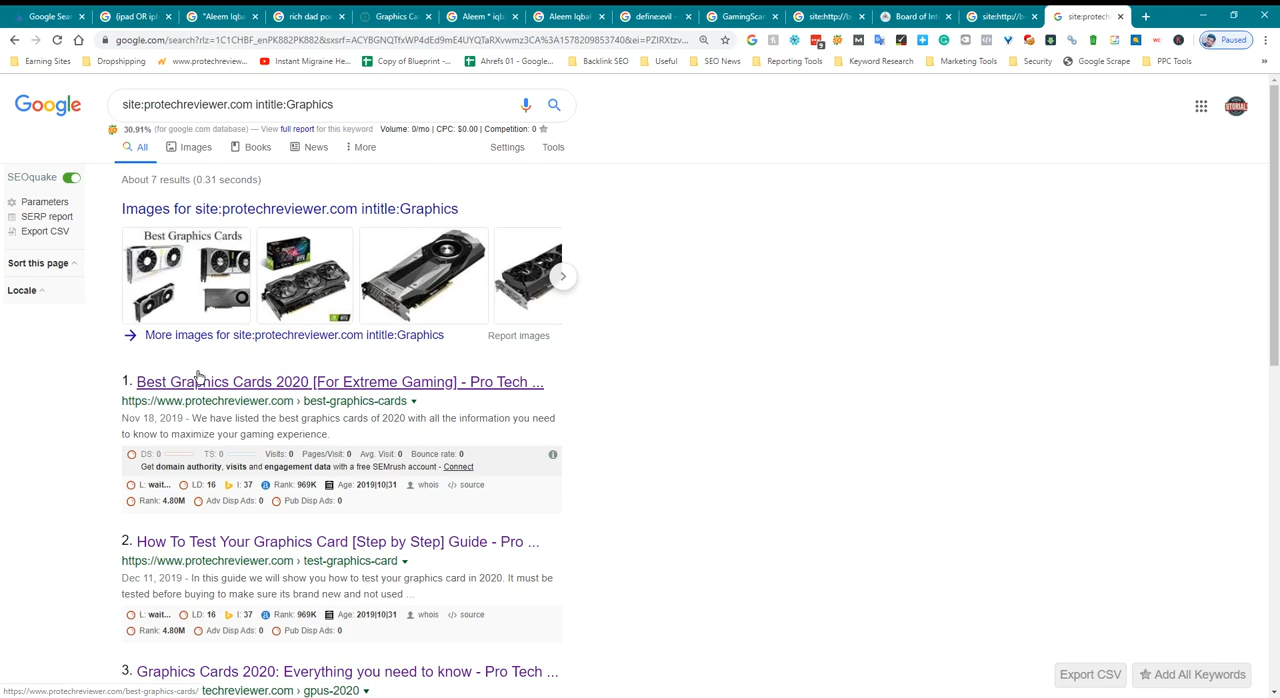 Google Sea
(ipad OR ipl
"Aleem Iqba
rich dad poo
Graphics Ca
Aleem * iqb
Aleem Iqbal
define:evil -
GamingScan
site:http://b
Board of Int
site:http://b
site:protech
google.com/search?rlz=1C1CHBF_enPK882PK882&sxsrf=ACYBGNQTfxWP4dEd9mE4UYQTaRXvwmz3CA%3A1578209853740&ei=PZIRXtzv...
Paused
Earning Sites
Dropshipping
www.protechreview...
Instant Migraine He...
Copy of Blueprint -...
Ahrefs 01 - Google...
Backlink SEO
Useful
SEO News
Reporting Tools
Keyword Research
Marketing Tools
Security
Google Scrape
PPC Tools
»
Google
site:protechreviewer.com intitle:Graphics
30.91% (for google.com database) — View full report for this keyword Volume: 0/mo | CPC: $0.00 | Competition: 0
All
Images
Books
News
More
Settings
Tools
SEOquake
Parameters
SERP report
Export CSV
Sort this page
Locale
About 7 results (0.31 seconds)
Images for site:protechreviewer.com intitle:Graphics
Best Graphics Cards
More images for site:protechreviewer.com intitle:Graphics
Report images
1. Best Graphics Cards 2020 [For Extreme Gaming] - Pro Tech ...
https://www.protechreviewer.com › best-graphics-cards
Nov 18, 2019 - We have listed the best graphics cards of 2020 with all the information you need
to know to maximize your gaming experience.
DS: 0 TS: 0 Visits: 0 Pages/Visit: 0 Avg. Visit: 0 Bounce rate: 0
Get domain authority, visits and engagement data with a free SEMrush account - Connect
L: wait... LD: 16 I: 37 Rank: 969K Age: 2019|10|31 whois source
Rank: 4.80M Adv Disp Ads: 0 Pub Disp Ads: 0
2. How To Test Your Graphics Card [Step by Step] Guide - Pro ...
https://www.protechreviewer.com › test-graphics-card
Dec 11, 2019 - In this guide we will show you how to test your graphics card in 2020. It must be
tested before buying to make sure its brand new and not used ...
L: wait... LD: 16 I: 37 Rank: 969K Age: 2019|10|31 whois source
Rank: 4.80M Adv Disp Ads: 0 Pub Disp Ads: 0
3. Graphics Cards 2020: Everything you need to know - Pro Tech ...
https://www.protechreviewer.com/best-graphics-cards/ techreviewer.com › gpus-2020
Export CSV
Add All Keywords